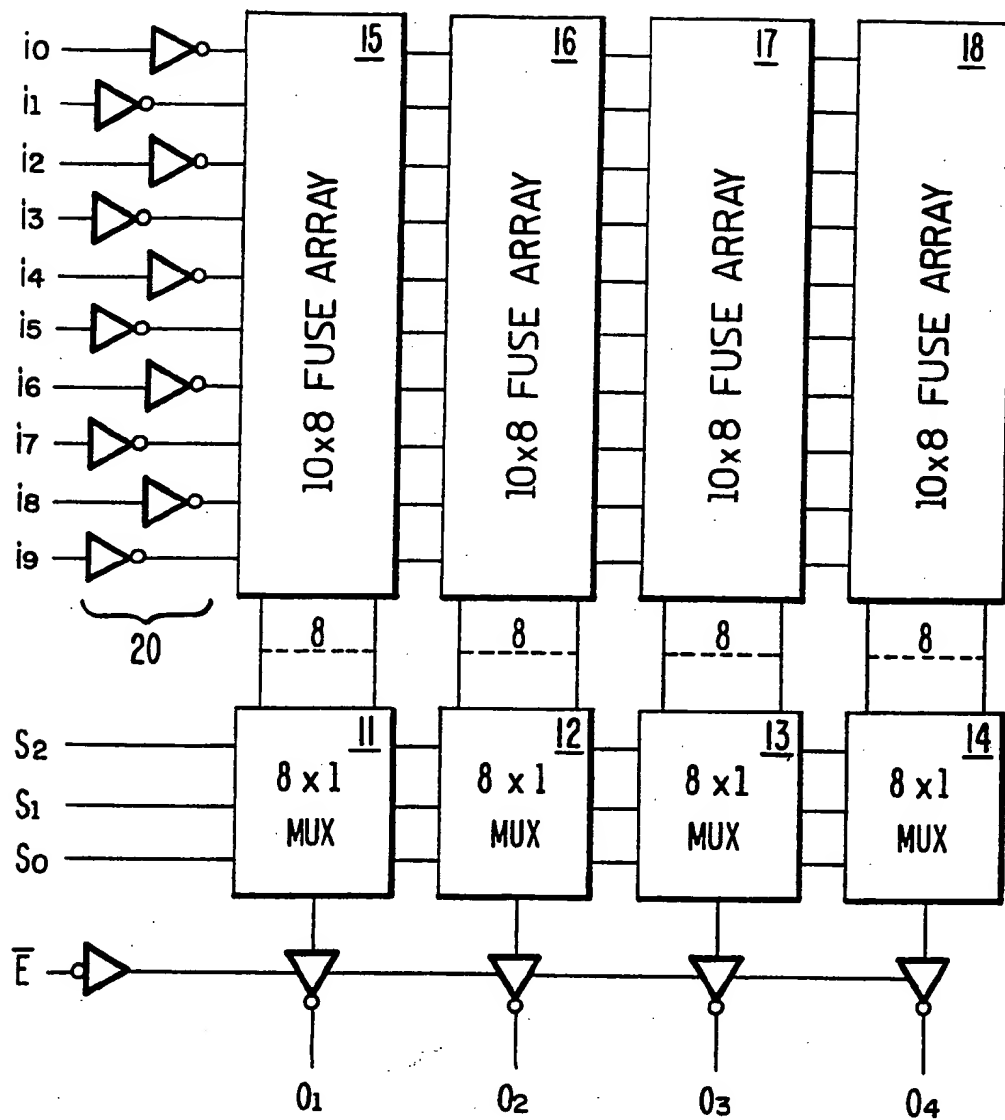 i0
i1
i2
i3
i4
i5
i6
i7
i8
i9
20
15
10x8 FUSE ARRAY
16
10x8 FUSE ARRAY
17
10x8 FUSE ARRAY
18
10x8 FUSE ARRAY
8
8
8
8
S2
S1
S0
11
8 x 1
MUX
12
8 x 1
MUX
13
8 x 1
MUX
14
8 x 1
MUX
E̅
O1
O2
O3
O4